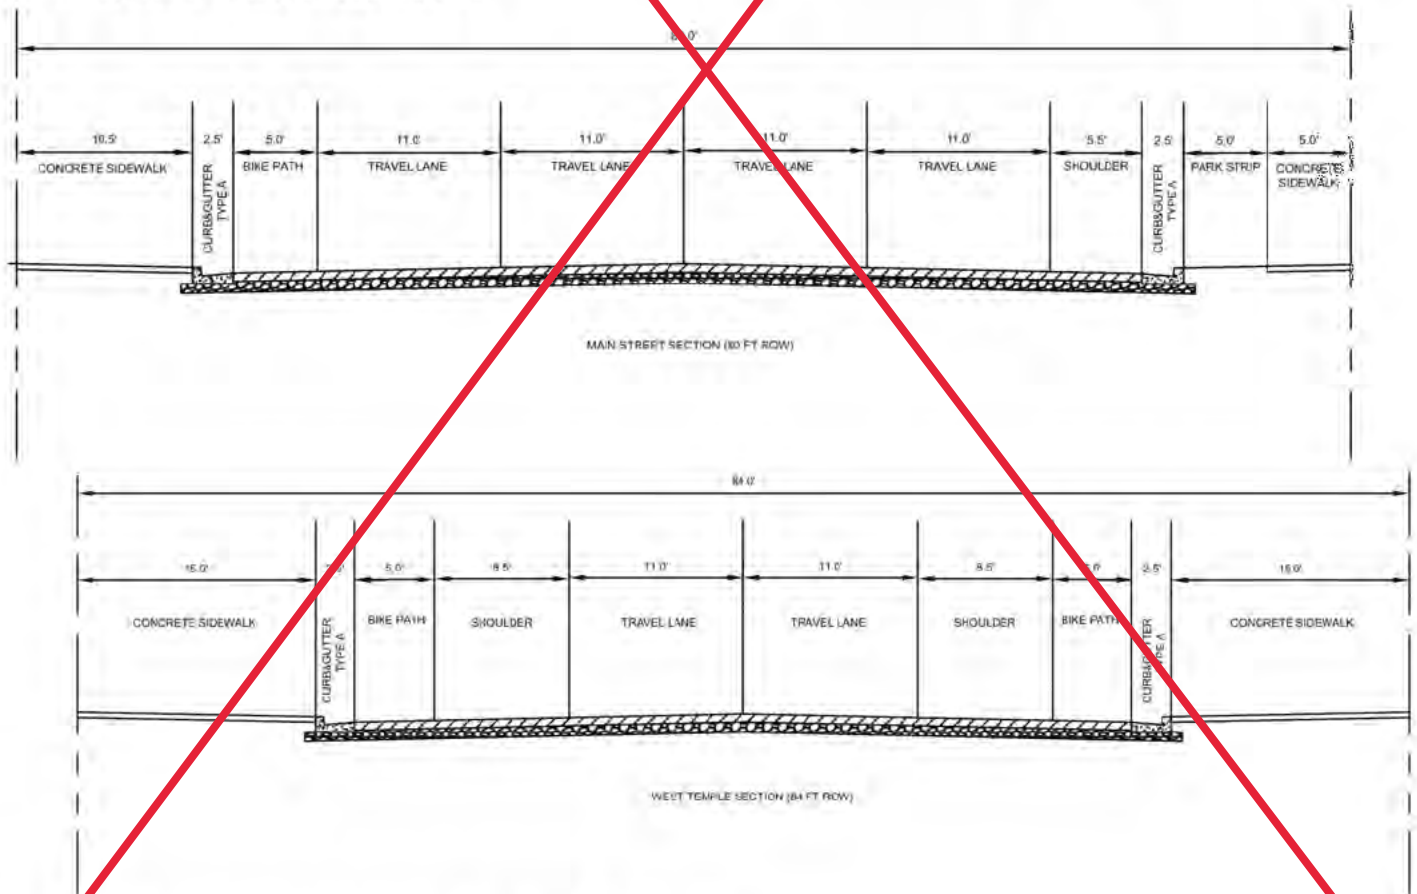 10.5' 2.5' 5.0' 11.0' 11.0' 11.0' 11.0' 5.5' 2.5' 5.0' 5.0'
CONCRETE SIDEWALK
CURB&GUTTER
TYPE A
BIKE PATH
TRAVEL LANE
TRAVEL LANE
TRAVEL LANE
TRAVEL LANE
SHOULDER
CURB&GUTTER
TYPE A
PARK STRIP
CONCRETE
SIDEWALK
MAIN STREET SECTION (80 FT ROW)
84.0'
15.0' 5.0' 8.5' 11.0' 11.0' 8.5' 2.5' 15.0'
CONCRETE SIDEWALK
CURB&GUTTER
TYPE A
BIKE PATH
SHOULDER
TRAVEL LANE
TRAVEL LANE
SHOULDER
BIKE PATH
CURB&GUTTER
TYPE A
CONCRETE SIDEWALK
WEST TEMPLE SECTION (84 FT ROW)